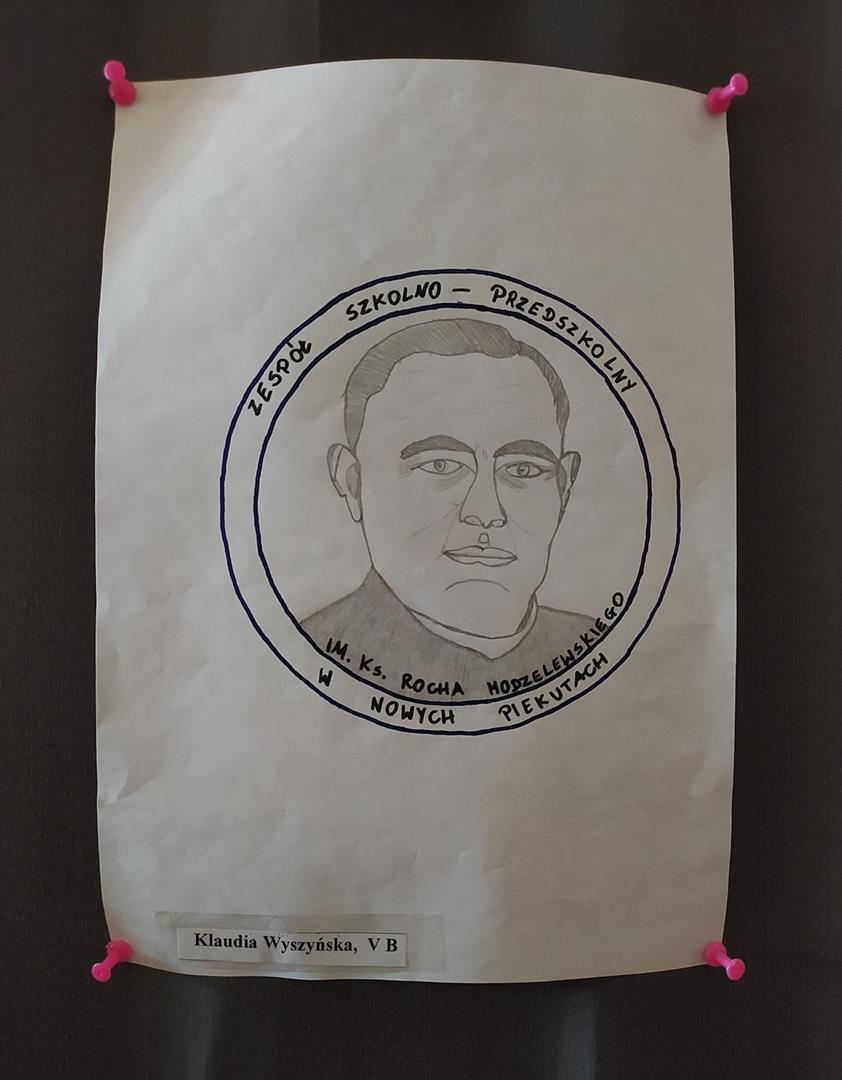 ZESPÓŁ SZKOLNO - PRZEDSZKOLNY
IM. KS. ROCHA MODZELEWSKIEGO
W NOWYCH PIEKUTACH
Klaudia Wyszyńska, V B